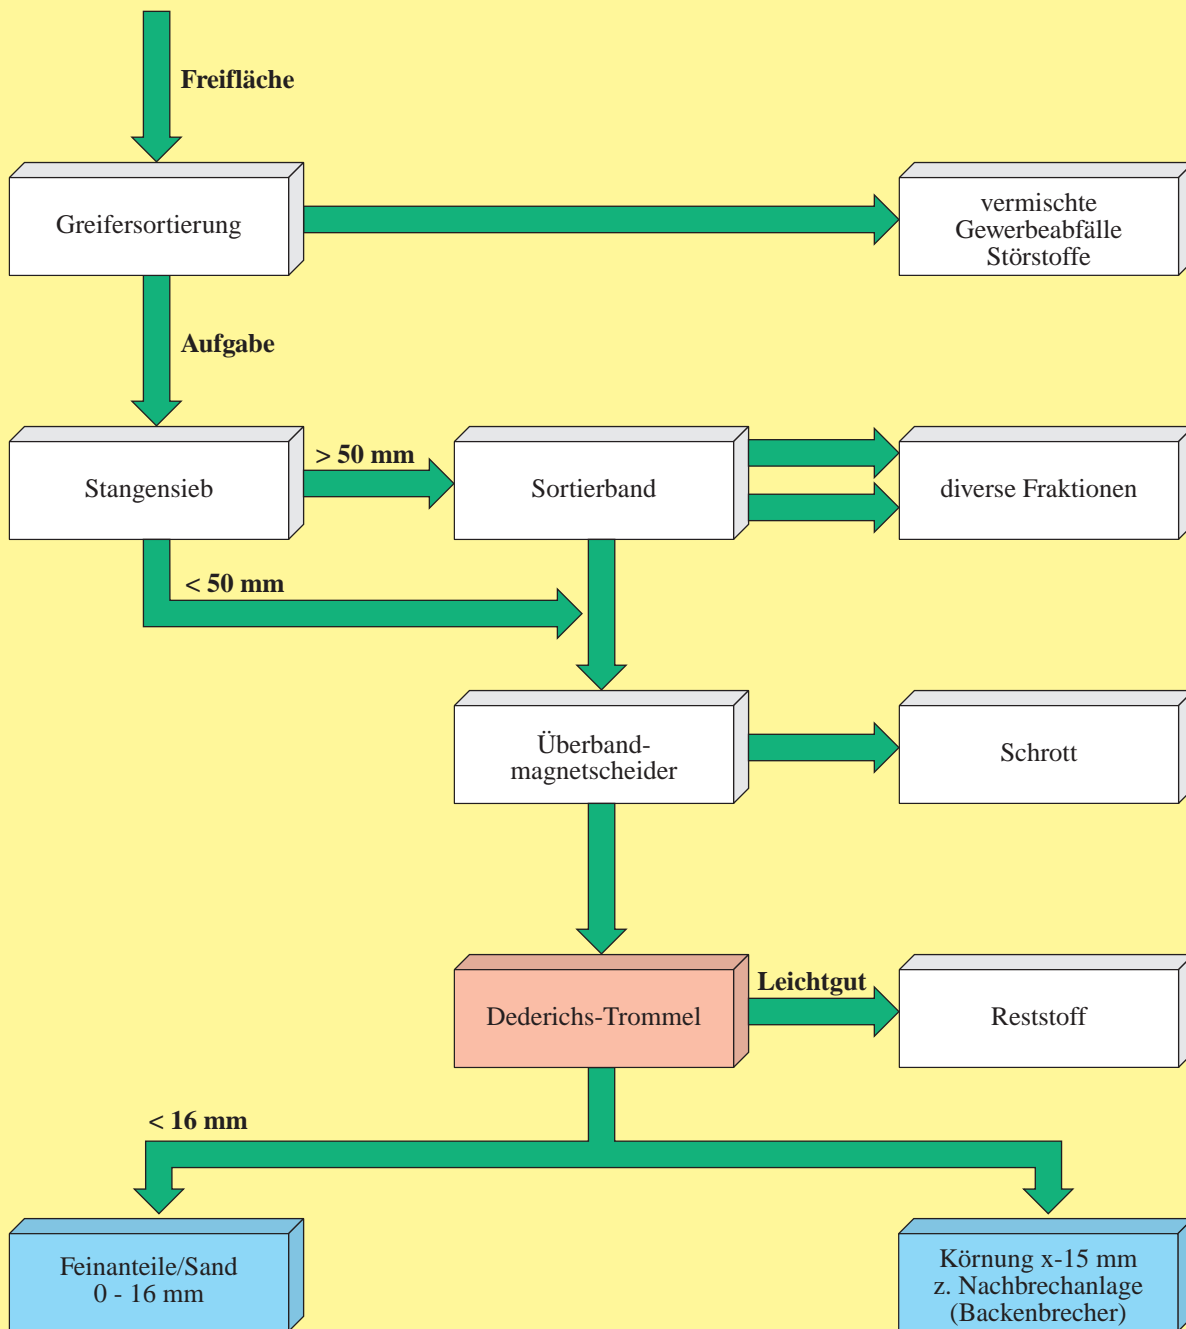 Freifläche
Greifersortierung
vermischte
Gewerbeabfälle
Störstoffe
Aufgabe
Stangensieb
> 50 mm
Sortierband
diverse Fraktionen
< 50 mm
Überband-
magnetscheider
Schrott
Dederichs-Trommel
Leichtgut
Reststoff
< 16 mm
Feinanteile/Sand
0 - 16 mm
Körnung x-15 mm
z. Nachbrechanlage
(Backenbrecher)